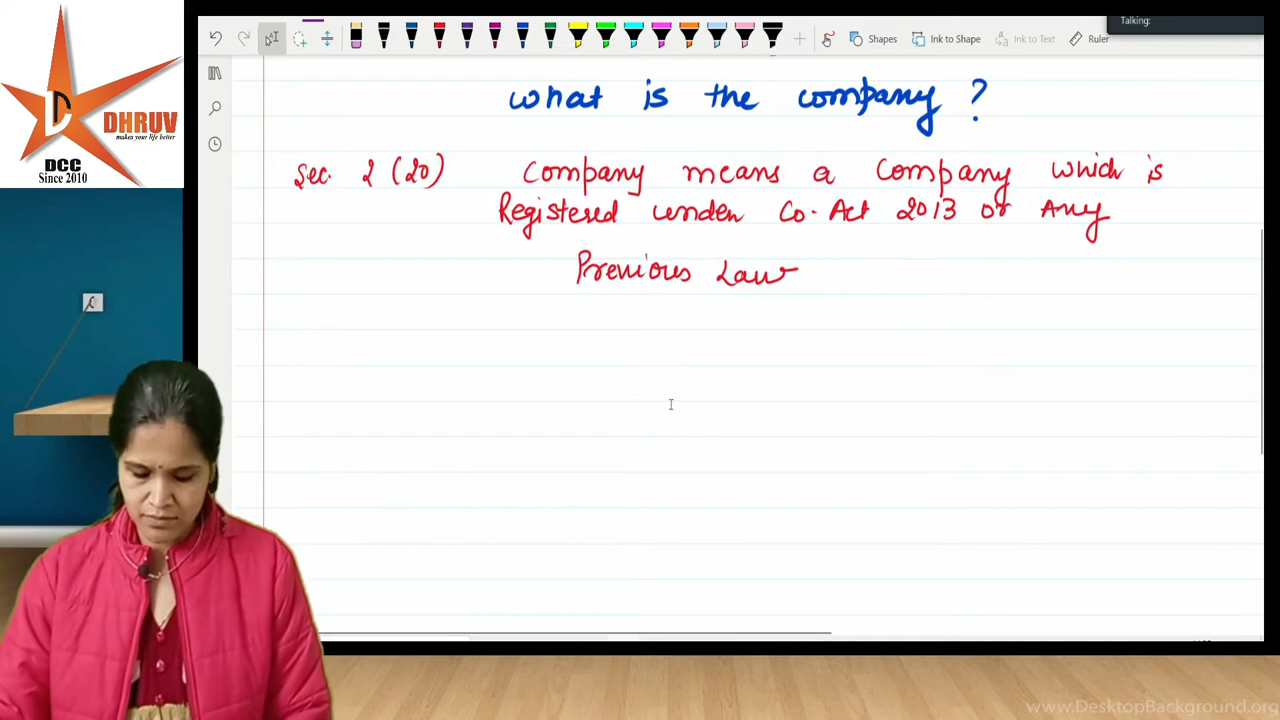 Talking:
Shapes
Ink to Shape
Ink to Text
Ruler
D
DHRUV
makes your life better
DCC
Since 2010
What is the company ?
Sec. 2 (20) Company means a Company which is
Registered under Co. Act 2013 or Any
Previous Law
www.DesktopBackground.org